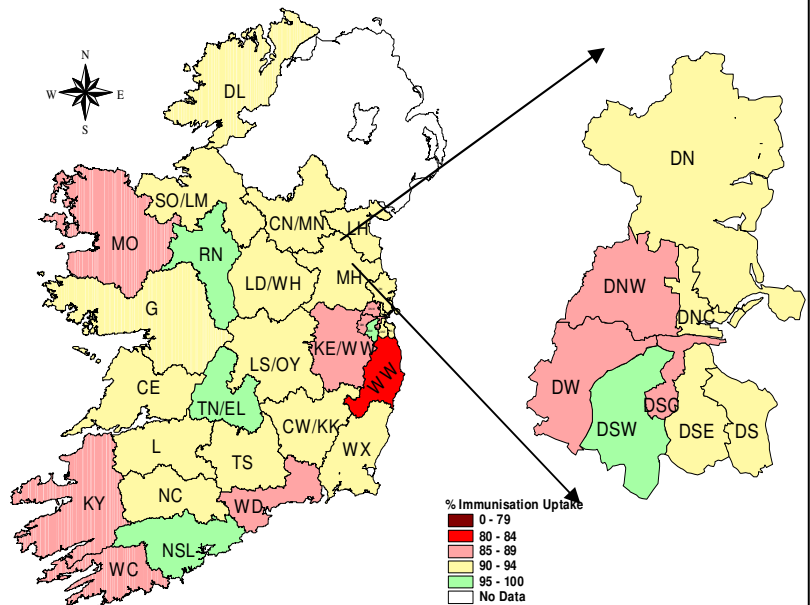 N
W E
S
DL
SO/LM
CN/MN
LH
MO
RN
LD/WH
MH
G
KE/WW
LS/OY
WW
CE
TN/EL
CW/KK
L
TS
WX
KY
NC
WD
NSL
WC
DN
DNW
DNC
DW
DSG
DSW
DSE
DS
% Immunisation Uptake
0 - 79
80 - 84
85 - 89
90 - 94
95 - 100
No Data